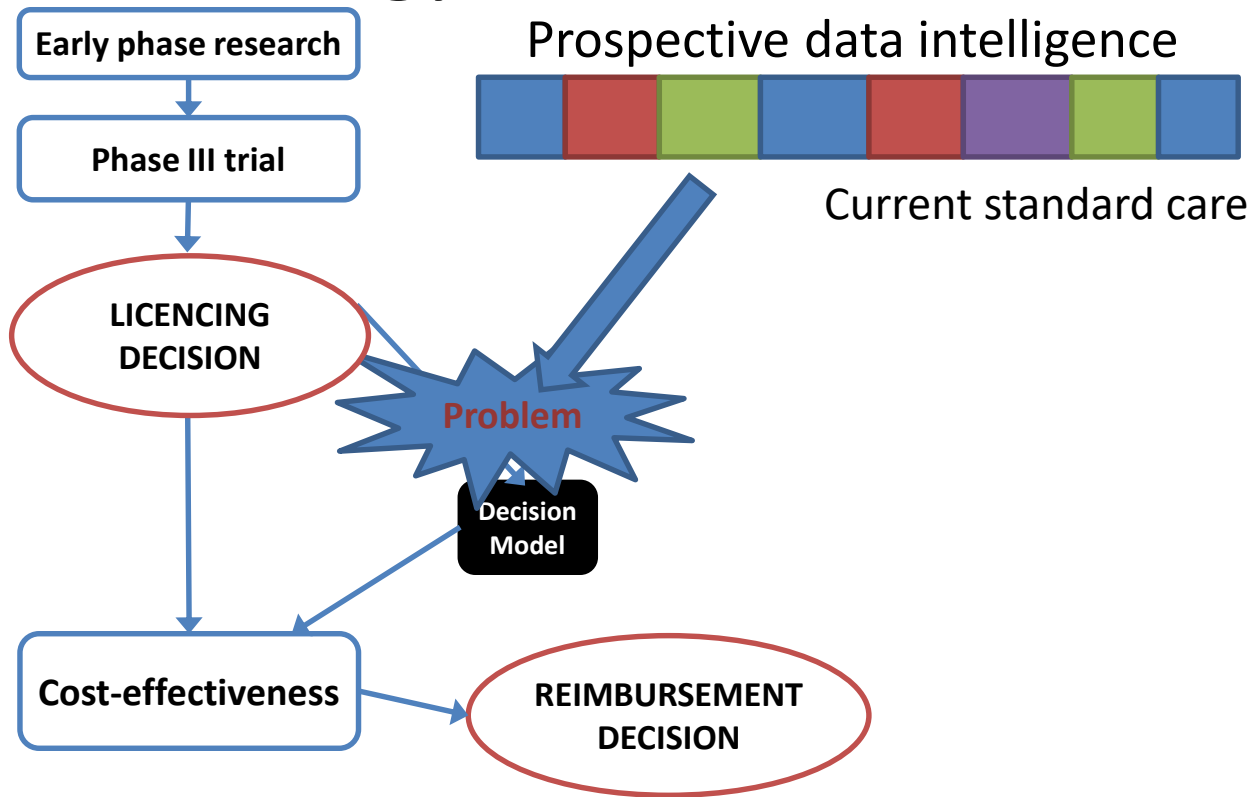 Early phase research
Prospective data intelligence
Phase III trial
Current standard care
LICENCING
DECISION
Problem
Decision
Model
Cost-effectiveness
REIMBURSEMENT
DECISION